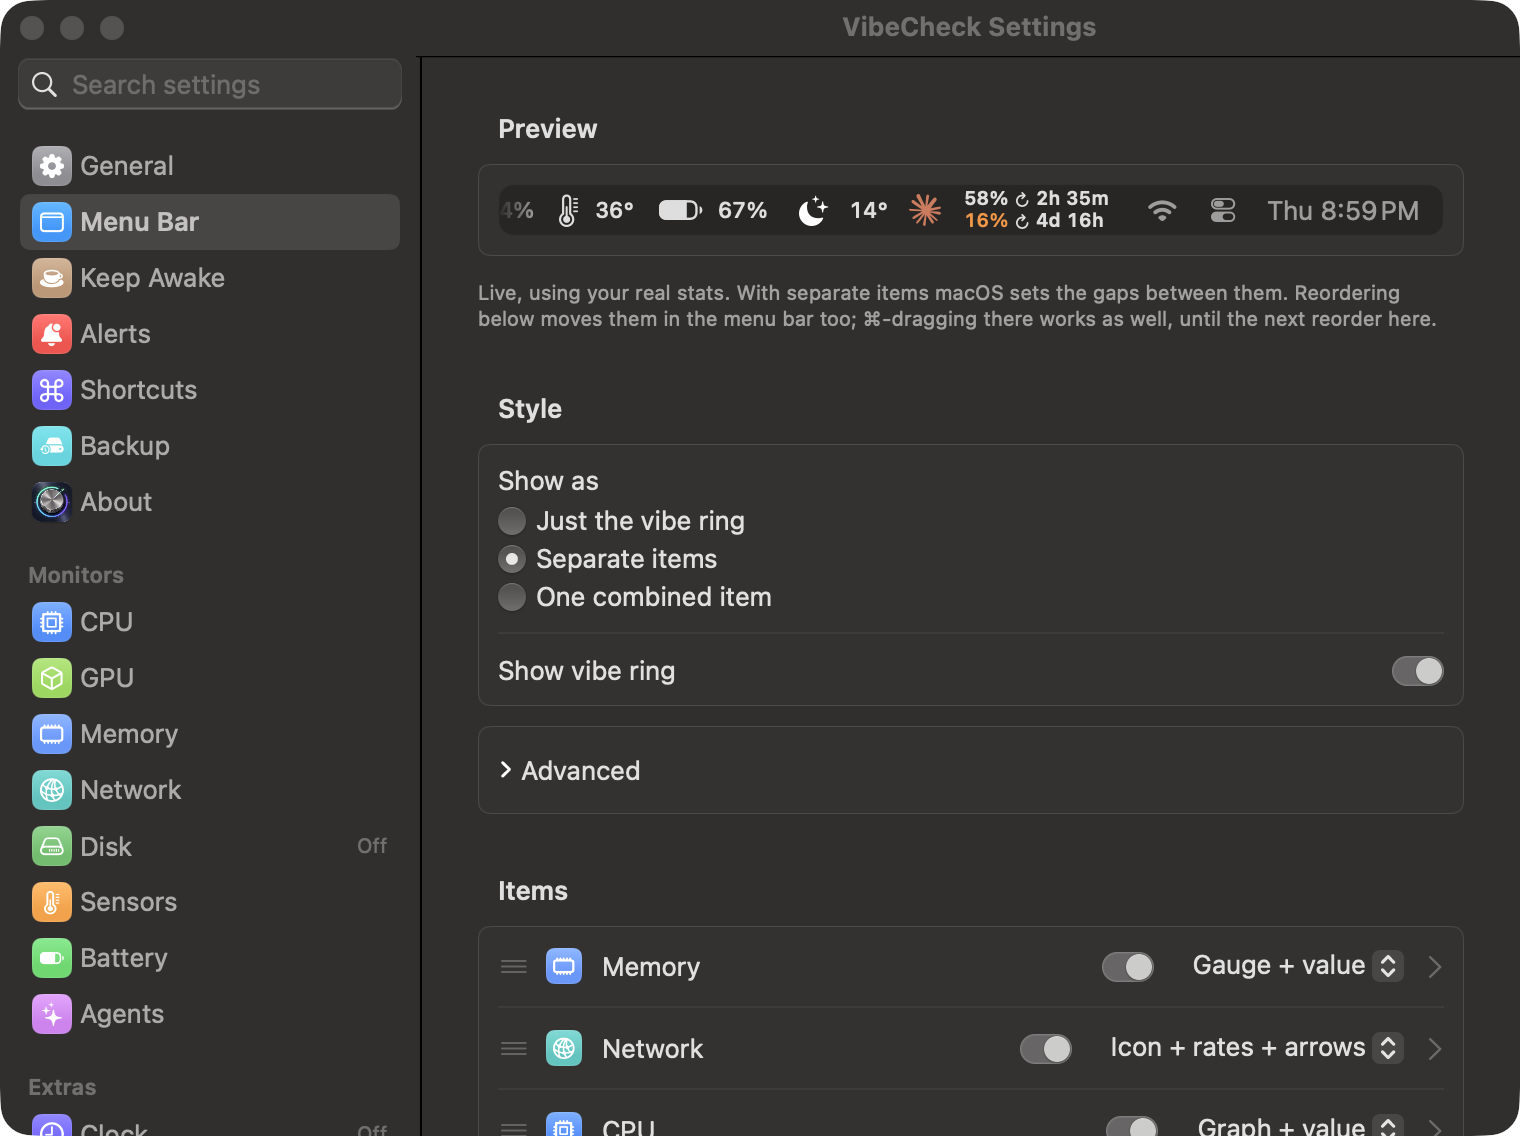 VibeCheck Settings
Search settings
General
Menu Bar
Keep Awake
Alerts
Shortcuts
Backup
About
Monitors
CPU
GPU
Memory
Network
Disk Off
Sensors
Battery
Agents
Extras
Clock Off
Preview
4% 36° 67% 14° 58% 2h 35m
16% 4d 16h
Thu 8:59 PM
Live, using your real stats. With separate items macOS sets the gaps between them. Reordering
below moves them in the menu bar too; ⌘-dragging there works as well, until the next reorder here.
Style
Show as
Just the vibe ring
Separate items
One combined item
Show vibe ring
Advanced
Items
Memory Gauge + value
Network Icon + rates + arrows
CPU Graph + value